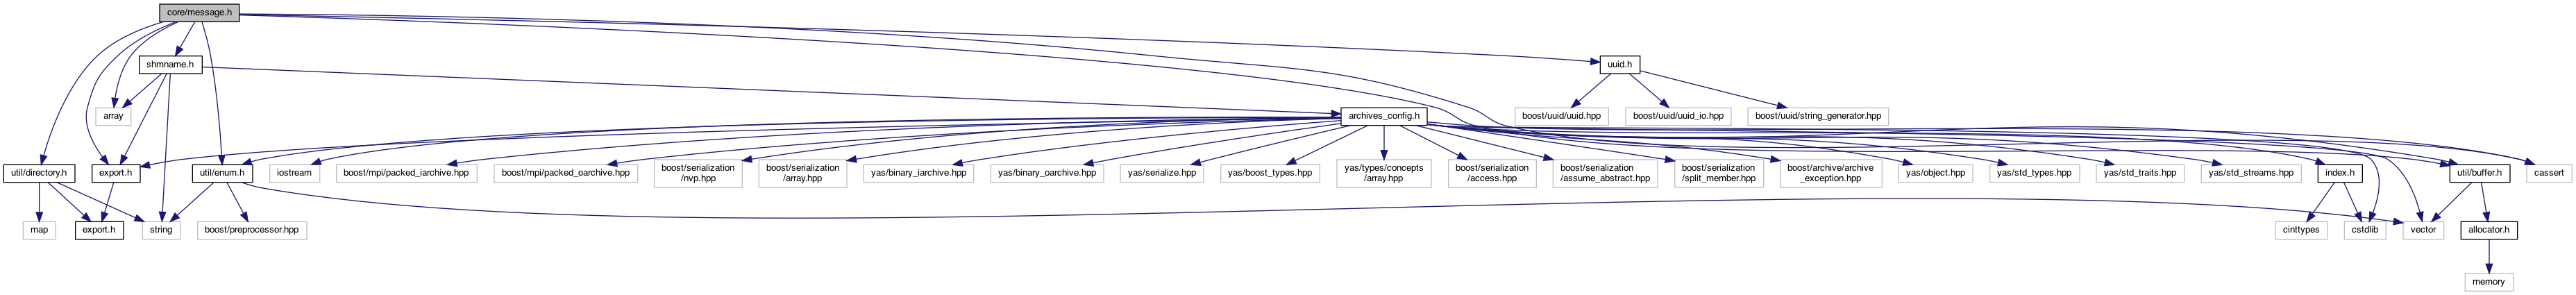 core/message.h
shmname.h
uuid.h
array
archives_config.h
boost/uuid/uuid.hpp
boost/uuid/uuid_io.hpp
boost/uuid/string_generator.hpp
util/directory.h
export.h
util/enum.h
iostream
boost/mpi/packed_iarchive.hpp
boost/mpi/packed_oarchive.hpp
boost/serialization
/nvp.hpp
boost/serialization
/array.hpp
yas/binary_iarchive.hpp
yas/binary_oarchive.hpp
yas/serialize.hpp
yas/boost_types.hpp
yas/types/concepts
/array.hpp
boost/serialization
/access.hpp
boost/serialization
/assume_abstract.hpp
boost/serialization
/split_member.hpp
boost/archive/archive
_exception.hpp
yas/object.hpp
yas/std_types.hpp
yas/std_traits.hpp
yas/std_streams.hpp
index.h
util/buffer.h
cassert
map
export.h
string
boost/preprocessor.hpp
cinttypes
cstdlib
vector
allocator.h
memory